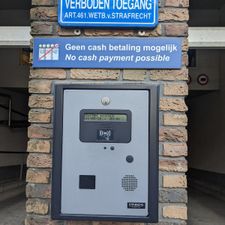 VERBODEN TOEGANG
ART.461.WETB.v.STRAFRECHT
Geen cash betaling mogelijk
No cash payment possible